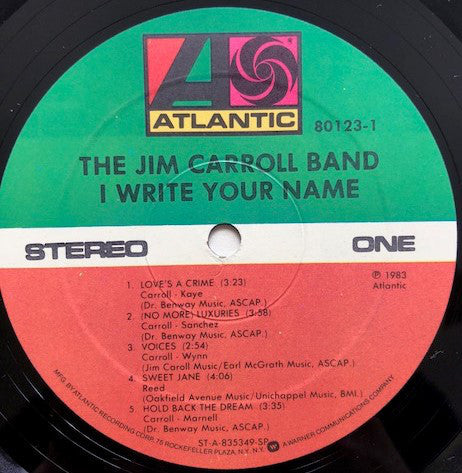 ATLANTIC
80123-1
THE JIM CARROLL BAND
I WRITE YOUR NAME
STEREO ONE
℗ 1983
Atlantic
1. LOVE'S A CRIME (3:23)
Carroll - Kaye
(Dr. Benway Music, ASCAP.)
2. (NO MORE) LUXURIES (3:58)
Carroll - Sanchez
(Dr. Benway Music, ASCAP.)
3. VOICES (2:54)
Carroll - Wynn
(Jim Caroll Music/Earl McGrath Music, ASCAP.)
4. SWEET JANE (4:06)
Reed
(Oakfield Avenue Music/Unichappel Music, BMI.)
5. HOLD BACK THE DREAM (3:35)
Carroll - Marnell
(Dr. Benway Music, ASCAP.)
ST-A-835349-SP
MFG. BY ATLANTIC RECORDING CORP. 75 ROCKEFELLER PLAZA, N.Y. N.Y. A WARNER COMMUNICATIONS COMPANY